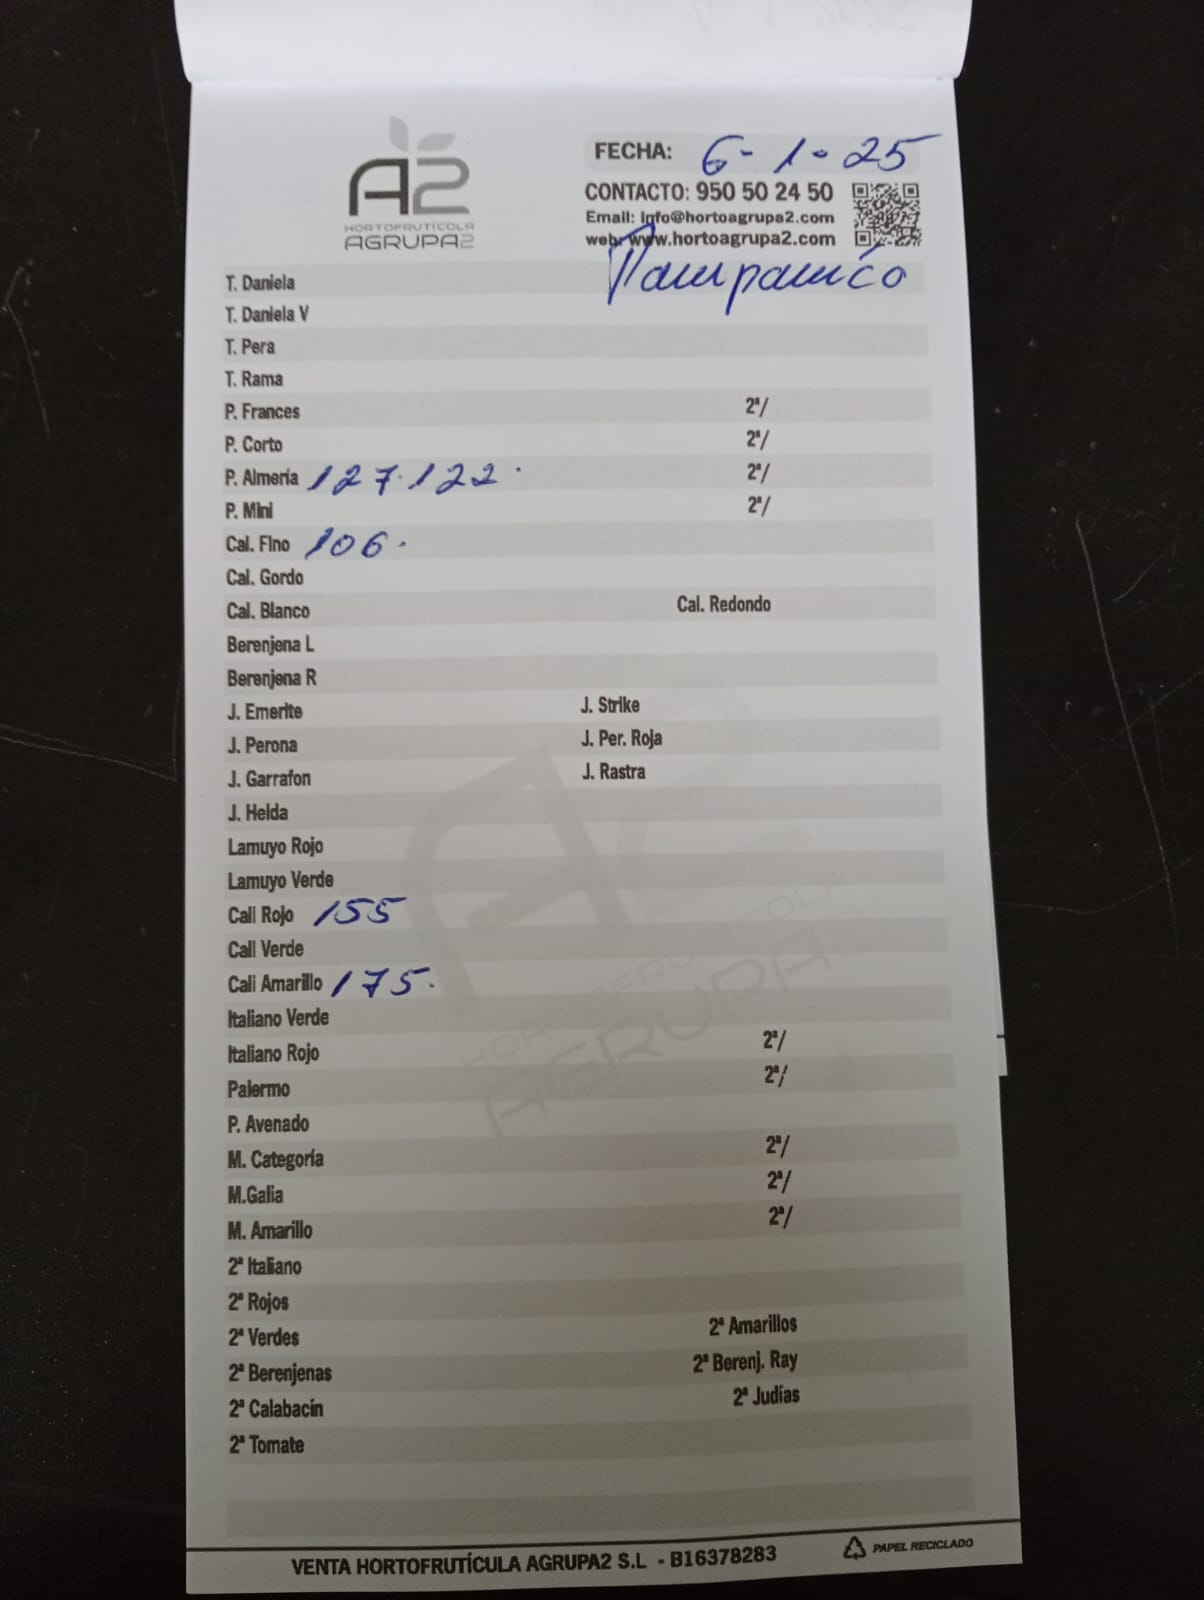 A2
HORTOFRUTÍCOLA
AGRUPA2
FECHA: 6-1-25
CONTACTO: 950 50 24 50
Email: info@hortoagrupa2.com
web: www.hortoagrupa2.com
Pampanico
T. Daniela
T. Daniela V
T. Pera
T. Rama
P. Frances 2ª/
P. Corto 2ª/
P. Almería 127.122. 2ª/
P. Mini 2ª/
Cal. Fino 106.
Cal. Gordo
Cal. Blanco Cal. Redondo
Berenjena L
Berenjena R
J. Emerite J. Strike
J. Perona J. Per. Roja
J. Garrafon J. Rastra
J. Helda
Lamuyo Rojo
Lamuyo Verde
Cali Rojo 155
Cali Verde
Cali Amarillo 175.
Italiano Verde
Italiano Rojo 2ª/
Palermo 2ª/
P. Avenado
M. Categoría 2ª/
M.Galia 2ª/
M. Amarillo 2ª/
2ª Italiano
2ª Rojos
2ª Verdes 2ª Amarillos
2ª Berenjenas 2ª Berenj. Ray
2ª Calabacín 2ª Judías
2ª Tomate
VENTA HORTOFRUTÍCULA AGRUPA2 S.L - B16378283
PAPEL RECICLADO